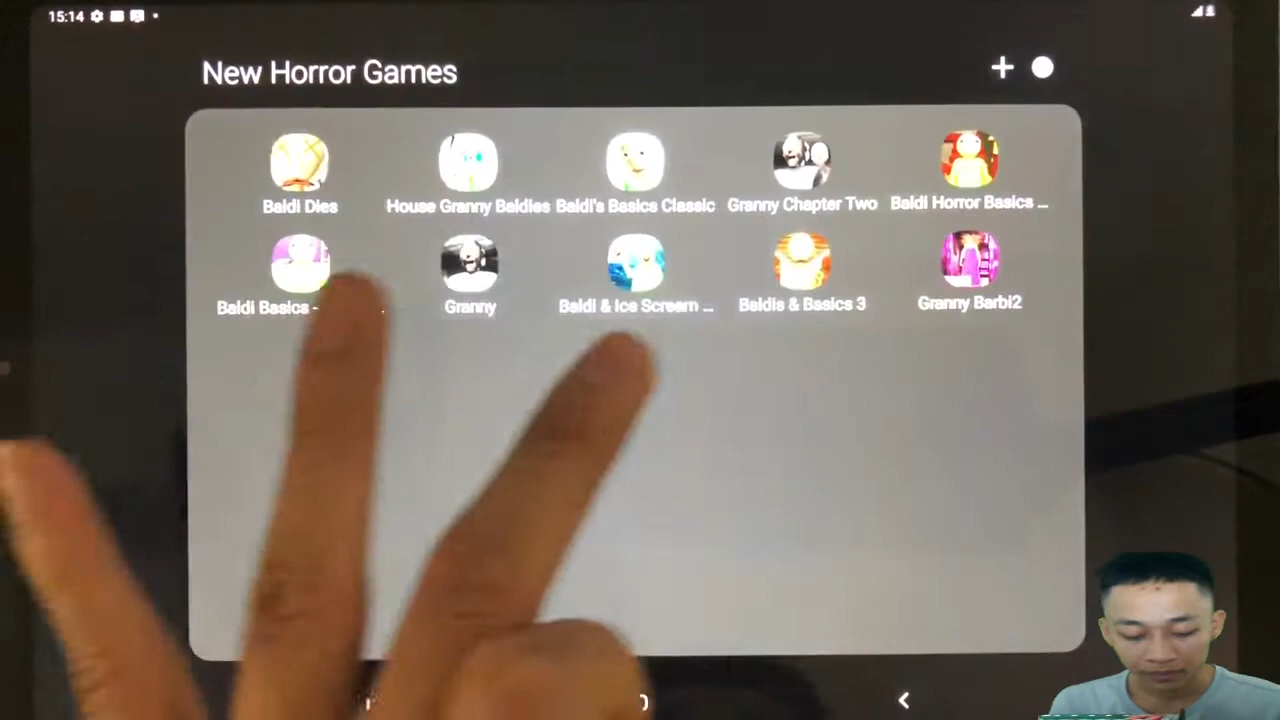 15:14
New Horror Games
Baldi Dies
House Granny Baldies
Baldi's Basics Classic
Granny Chapter Two
Baldi Horror Basics ...
Baldi Basics -
Granny
Baldi & Ice Scream ...
Baldis & Basics 3
Granny Barbi2